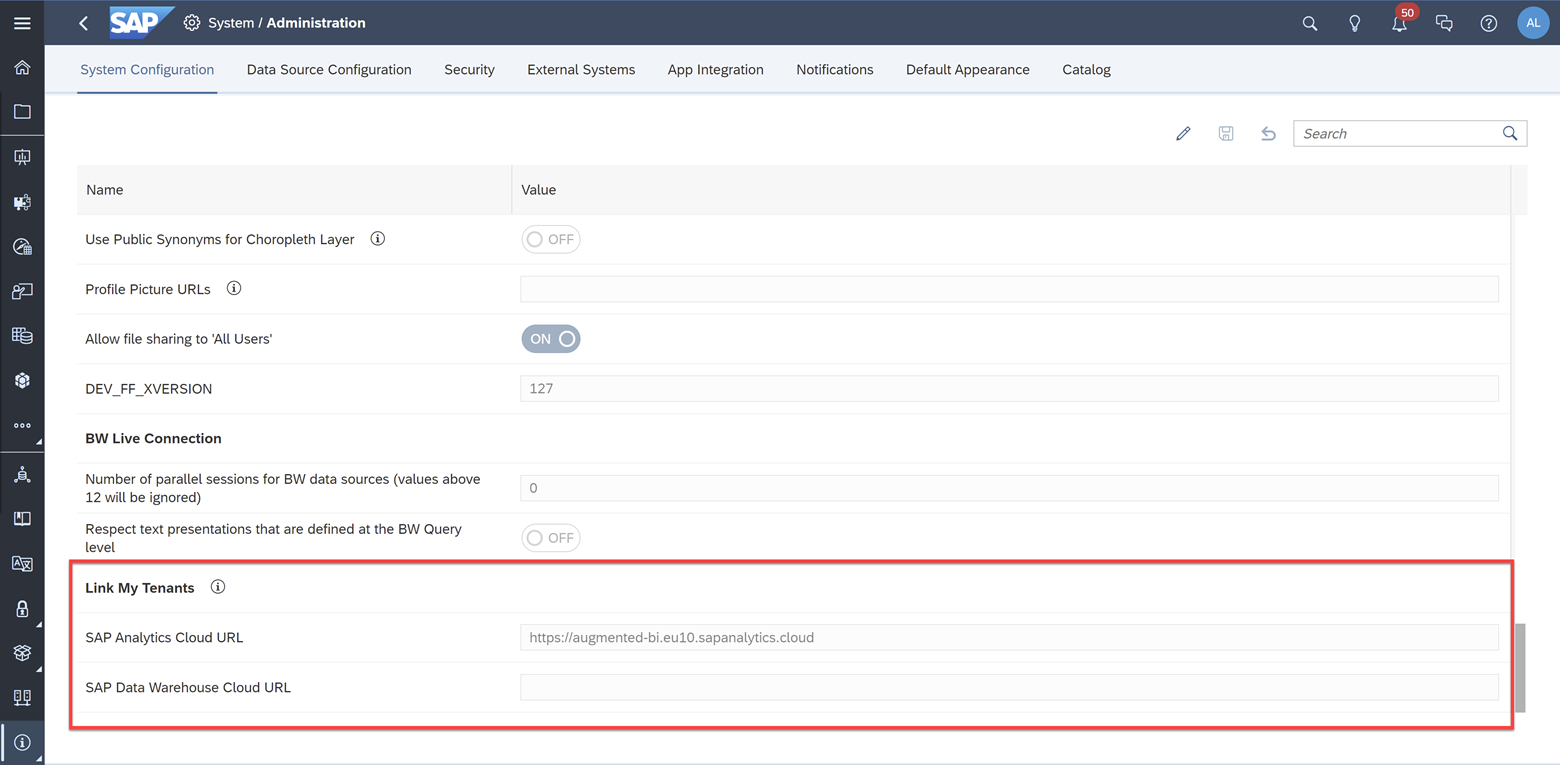 SAP System / Administration 50 AL
System Configuration Data Source Configuration Security External Systems App Integration Notifications Default Appearance Catalog
Search
Name Value
Use Public Synonyms for Choropleth Layer OFF
Profile Picture URLs
Allow file sharing to 'All Users' ON
DEV_FF_XVERSION 127
BW Live Connection
Number of parallel sessions for BW data sources (values above
12 will be ignored) 0
Respect text presentations that are defined at the BW Query
level OFF
Link My Tenants
SAP Analytics Cloud URL https://augmented-bi.eu10.sapanalytics.cloud
SAP Data Warehouse Cloud URL